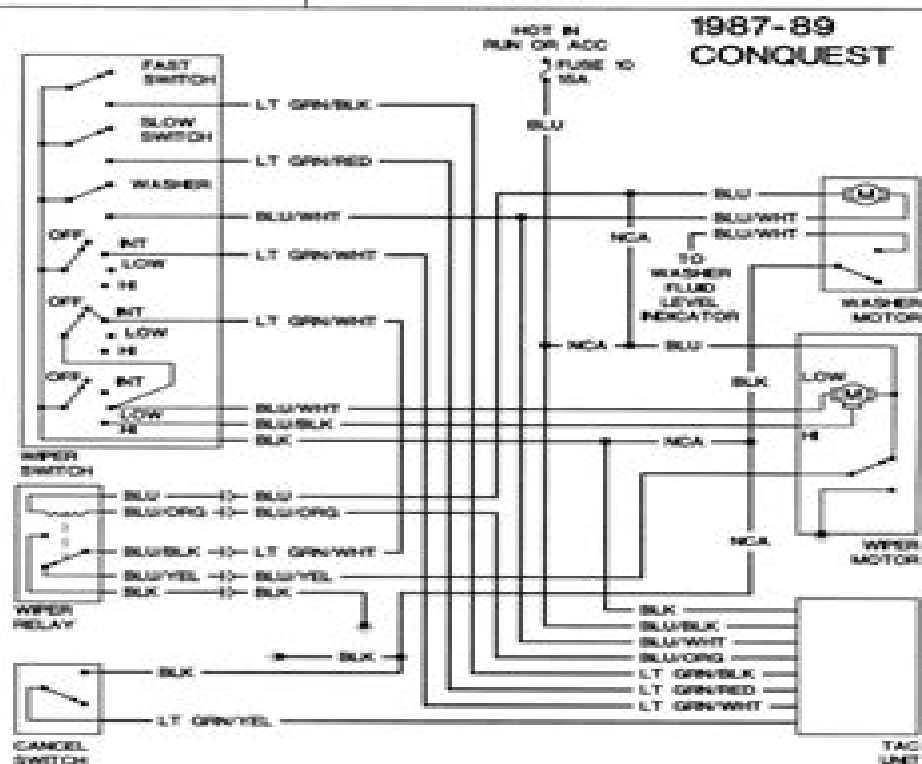 1987-89
CONQUEST
HOT IN
RUN OR ACC
FUSE 10
15A
BLU
FAST
SWITCH
LT GRN/BLK
SLOW
SWITCH
LT GRN/RED
WASHER
BLU/WHT
OFF
INT
LOW
HI
LT GRN/WHT
OFF
INT
LOW
HI
LT GRN/WHT
OFF
INT
LOW
HI
BLU/WHT
BLU/BLK
BLK
WIPER
SWITCH
BLU
BLU/WHT
BLU/WHT
NCA
TO
WASHER
FLUID
LEVEL
INDICATOR
WASHER
MOTOR
M
NCA
BLU
BLK
LOW
M
HI
NCA
NCA
WIPER
MOTOR
BLU
BLU
BLU/ORG
BLU/ORG
BLU/BLK
LT GRN/WHT
BLU/YEL
BLU/YEL
BLK
BLK
WIPER
RELAY
BLK
BLK
LT GRN/YEL
CANCEL
SWITCH
BLK
BLU/BLK
BLU/WHT
BLU/ORG
LT GRN/BLK
LT GRN/RED
LT GRN/WHT
TAC
UNIT